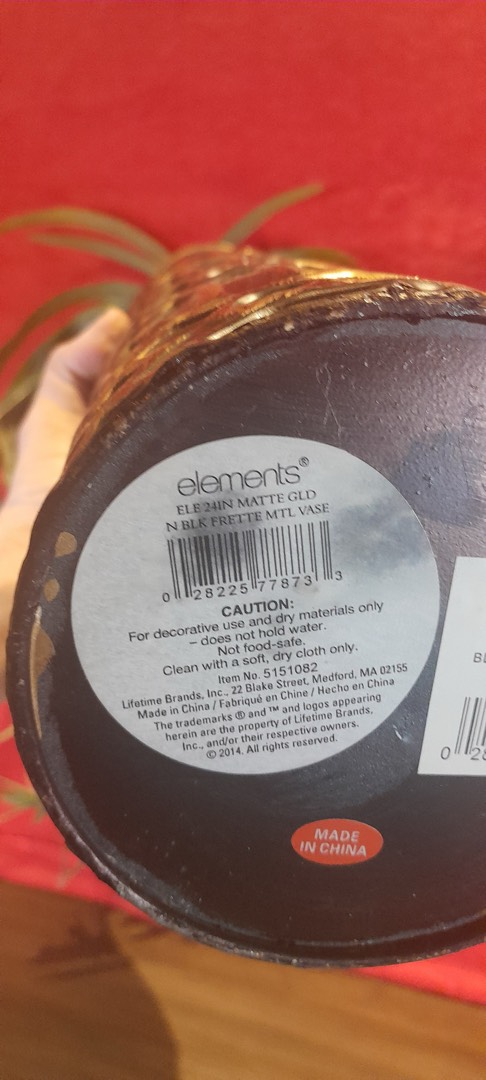 elements®
ELE 24IN MATTE GLD
N BLK FRETTE MTL VASE
0 28225 77873 3
CAUTION:
For decorative use and dry materials only
– does not hold water.
Not food-safe.
Clean with a soft, dry cloth only.
Item No. 5151082
Lifetime Brands, Inc., 22 Blake Street, Medford, MA 02155
Made in China / Fabriqué en Chine / Hecho en China
The trademarks ® and ™ and logos appearing
herein are the property of Lifetime Brands,
Inc., and/or their respective owners.
© 2014. All rights reserved.
MADE
IN CHINA
0